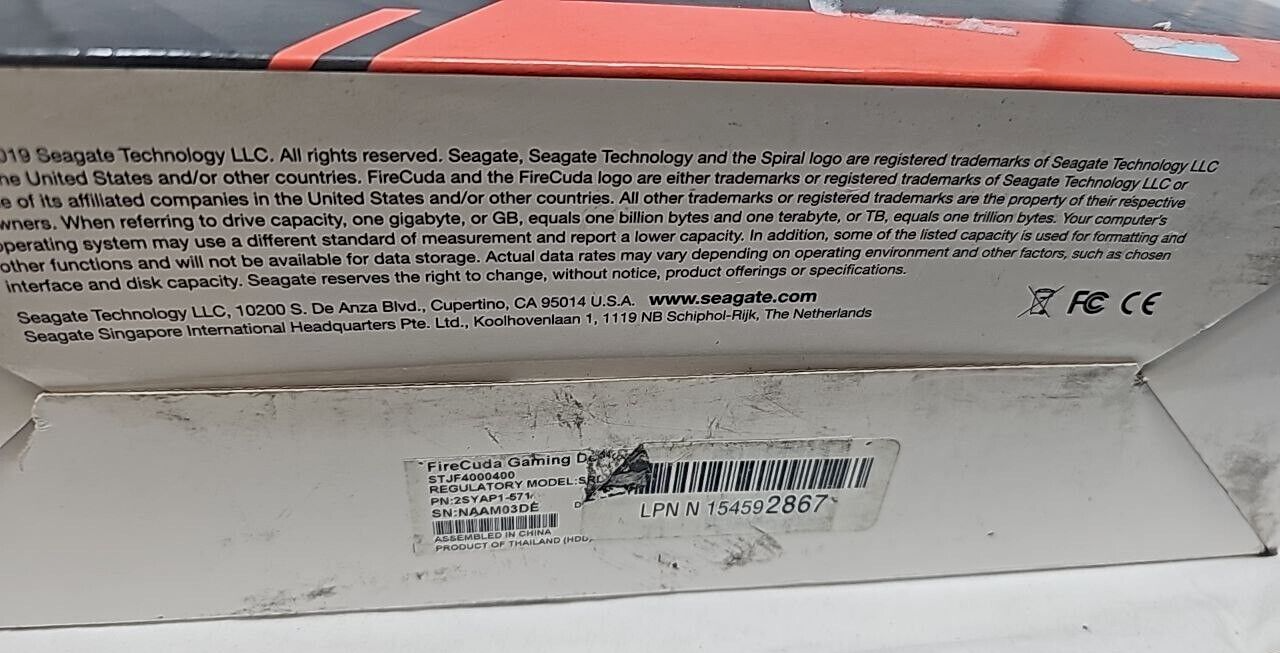 019 Seagate Technology LLC. All rights reserved. Seagate, Seagate Technology and the Spiral logo are registered trademarks of Seagate Technology LLC
United States and/or other countries. FireCuda and the FireCuda logo are either trademarks or registered trademarks of Seagate Technology LLC or
of its affiliated companies in the United States and/or other countries. All other trademarks or registered trademarks are the property of their respective
wners. When referring to drive capacity, one gigabyte, or GB, equals one billion bytes and one terabyte, or TB, equals one trillion bytes. Your computer's
operating system may use a different standard of measurement and report a lower capacity. In addition, some of the listed capacity is used for formatting and
other functions and will not be available for data storage. Actual data rates may vary depending on operating environment and other factors, such as chosen
interface and disk capacity. Seagate reserves the right to change, without notice, product offerings or specifications.
Seagate Technology LLC, 10200 S. De Anza Blvd., Cupertino, CA 95014 U.S.A. www.seagate.com
Seagate Singapore International Headquarters Pte. Ltd., Koolhovenlaan 1, 1119 NB Schiphol-Rijk, The Netherlands
FC CE
FireCuda Gaming
STJF4000400
REGULATORY MODEL:
PN:2SYAP1-571
SN:NAAM03DE
ASSEMBLED IN CHINA
PRODUCT OF THAILAND (HDD,
LPN N 154592867